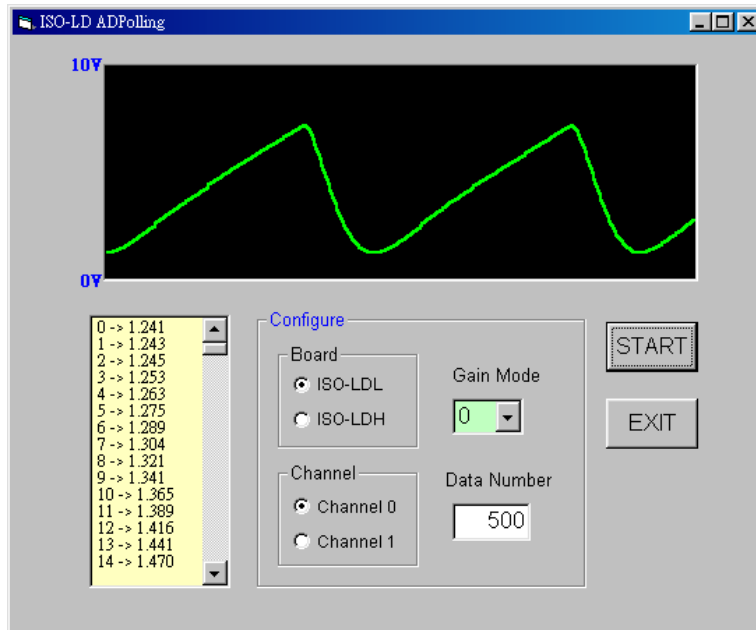 ISO-LD ADPolling
10V
0V
0 -> 1.241
1 -> 1.243
2 -> 1.245
3 -> 1.253
4 -> 1.263
5 -> 1.275
6 -> 1.289
7 -> 1.304
8 -> 1.321
9 -> 1.341
10 -> 1.365
11 -> 1.389
12 -> 1.416
13 -> 1.441
14 -> 1.470
Configure
Board
ISO-LDL
ISO-LDH
Gain Mode
0
Channel
Channel 0
Channel 1
Data Number
500
START
EXIT